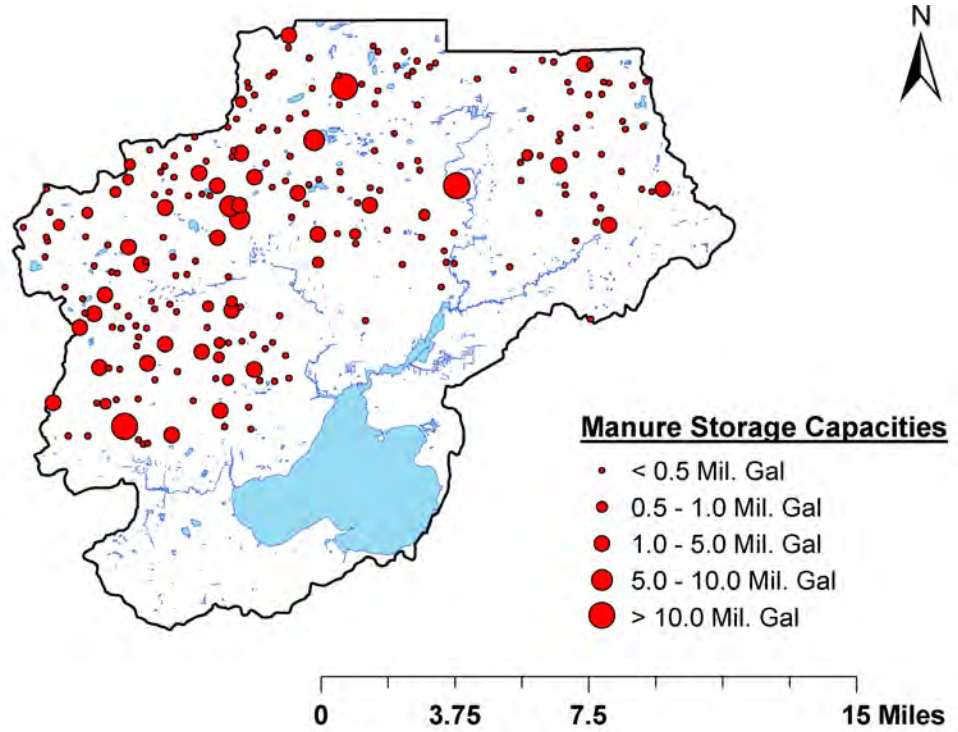 N
Manure Storage Capacities
< 0.5 Mil. Gal
0.5 - 1.0 Mil. Gal
1.0 - 5.0 Mil. Gal
5.0 - 10.0 Mil. Gal
> 10.0 Mil. Gal
0 3.75 7.5 15 Miles